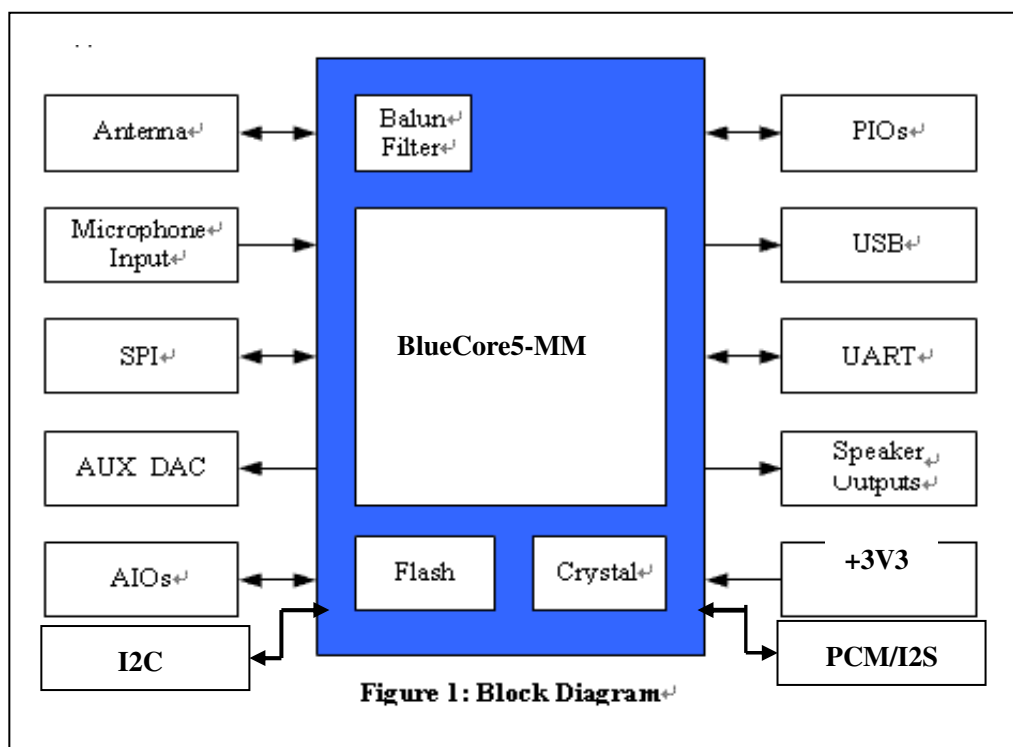 Antenna↵
Balun↵
Filter↵
PIOs↵
Microphone↵
Input↵
USB↵
BlueCore5-MM
SPI↵
UART↵
AUX DAC
Speaker↵
Outputs↵
AIOs↵
Flash
Crystal↵
+3V3
I2C
PCM/I2S
Figure 1: Block Diagram↵